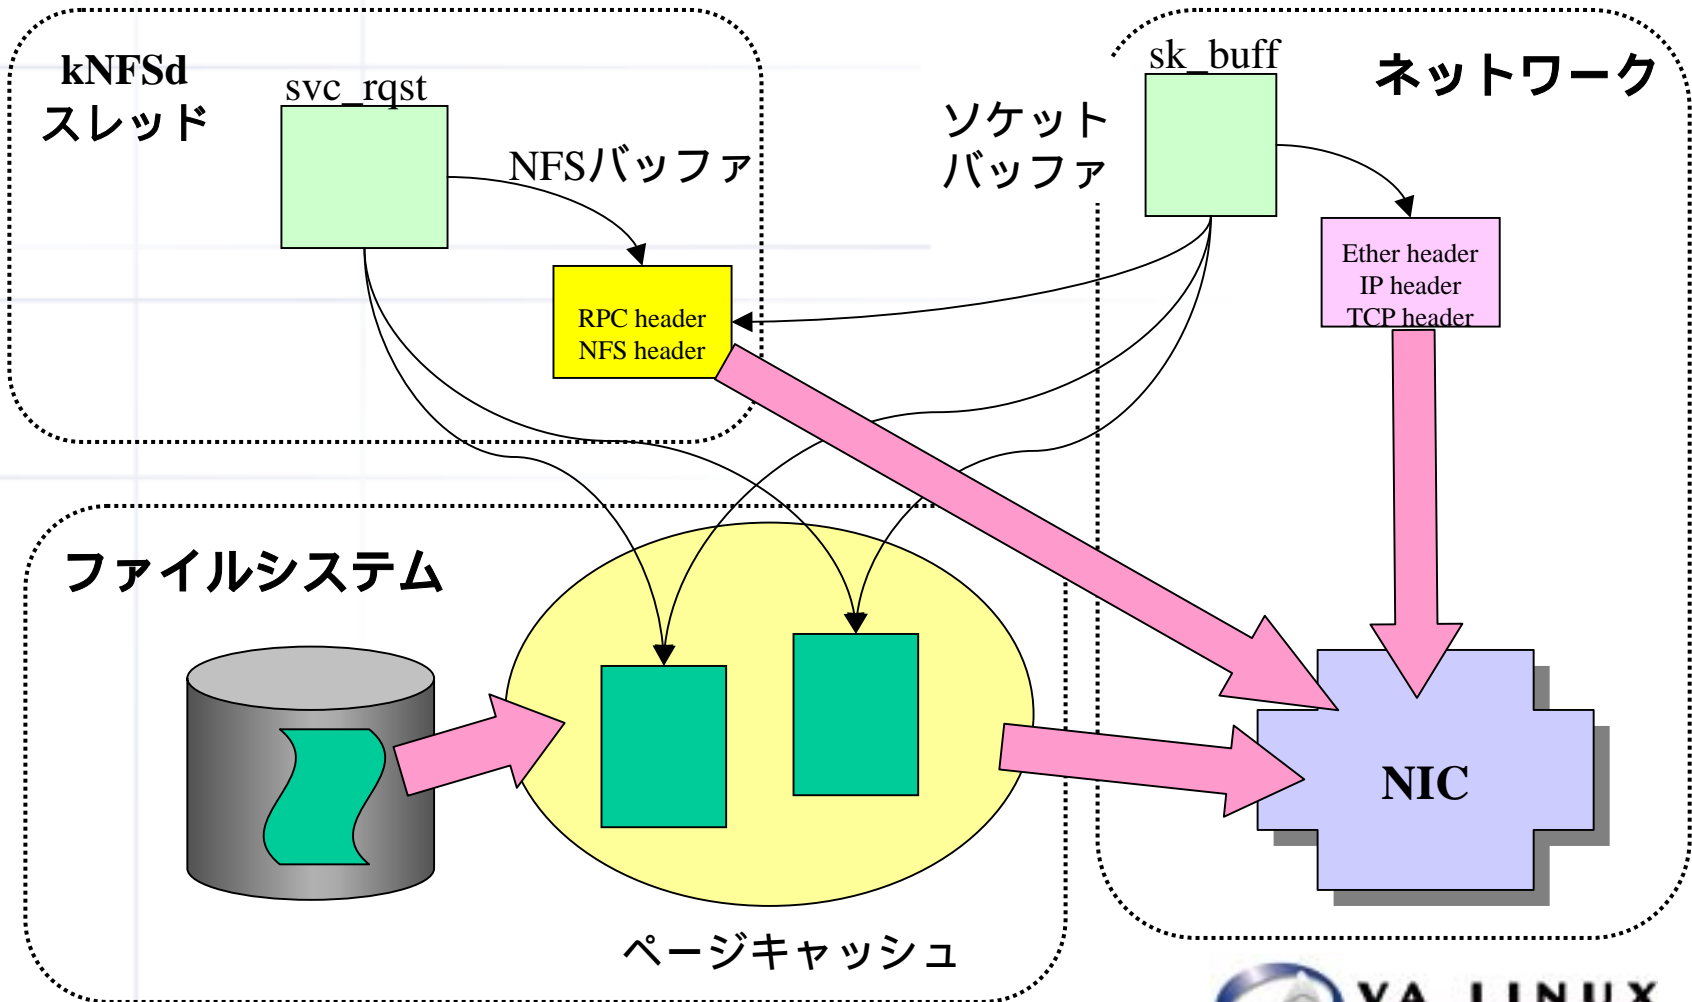 kNFSd
スレッド
svc_rqst
NFSバッファ
RPC header
NFS header
ソケット
バッファ
sk_buff
ネットワーク
Ether header
IP header
TCP header
ファイルシステム
ページキャッシュ
NIC
VA LINUX